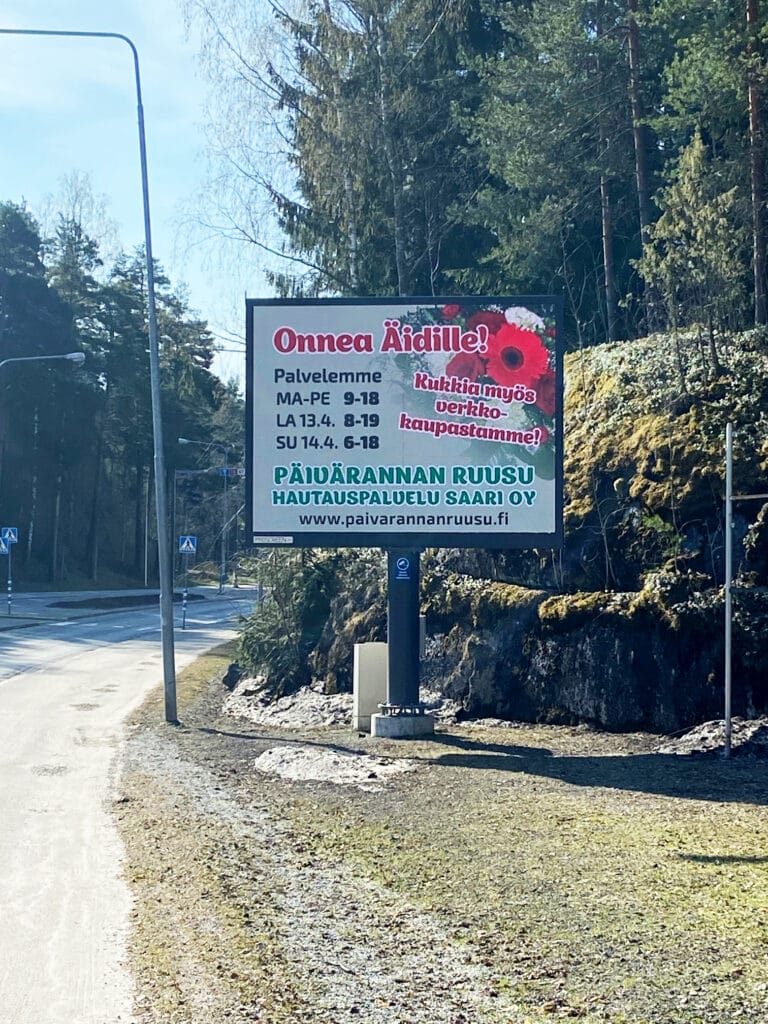 Onnea Äidille!
Palvelemme
MA-PE 9-18
LA 13.4. 8-19
SU 14.4. 6-18
Kukkia myös
verkko-
kaupastamme!
PÄIVÄRANNAN RUUSU
HAUTAUSPALVELU SAARI OY
www.paivarannanruusu.fi